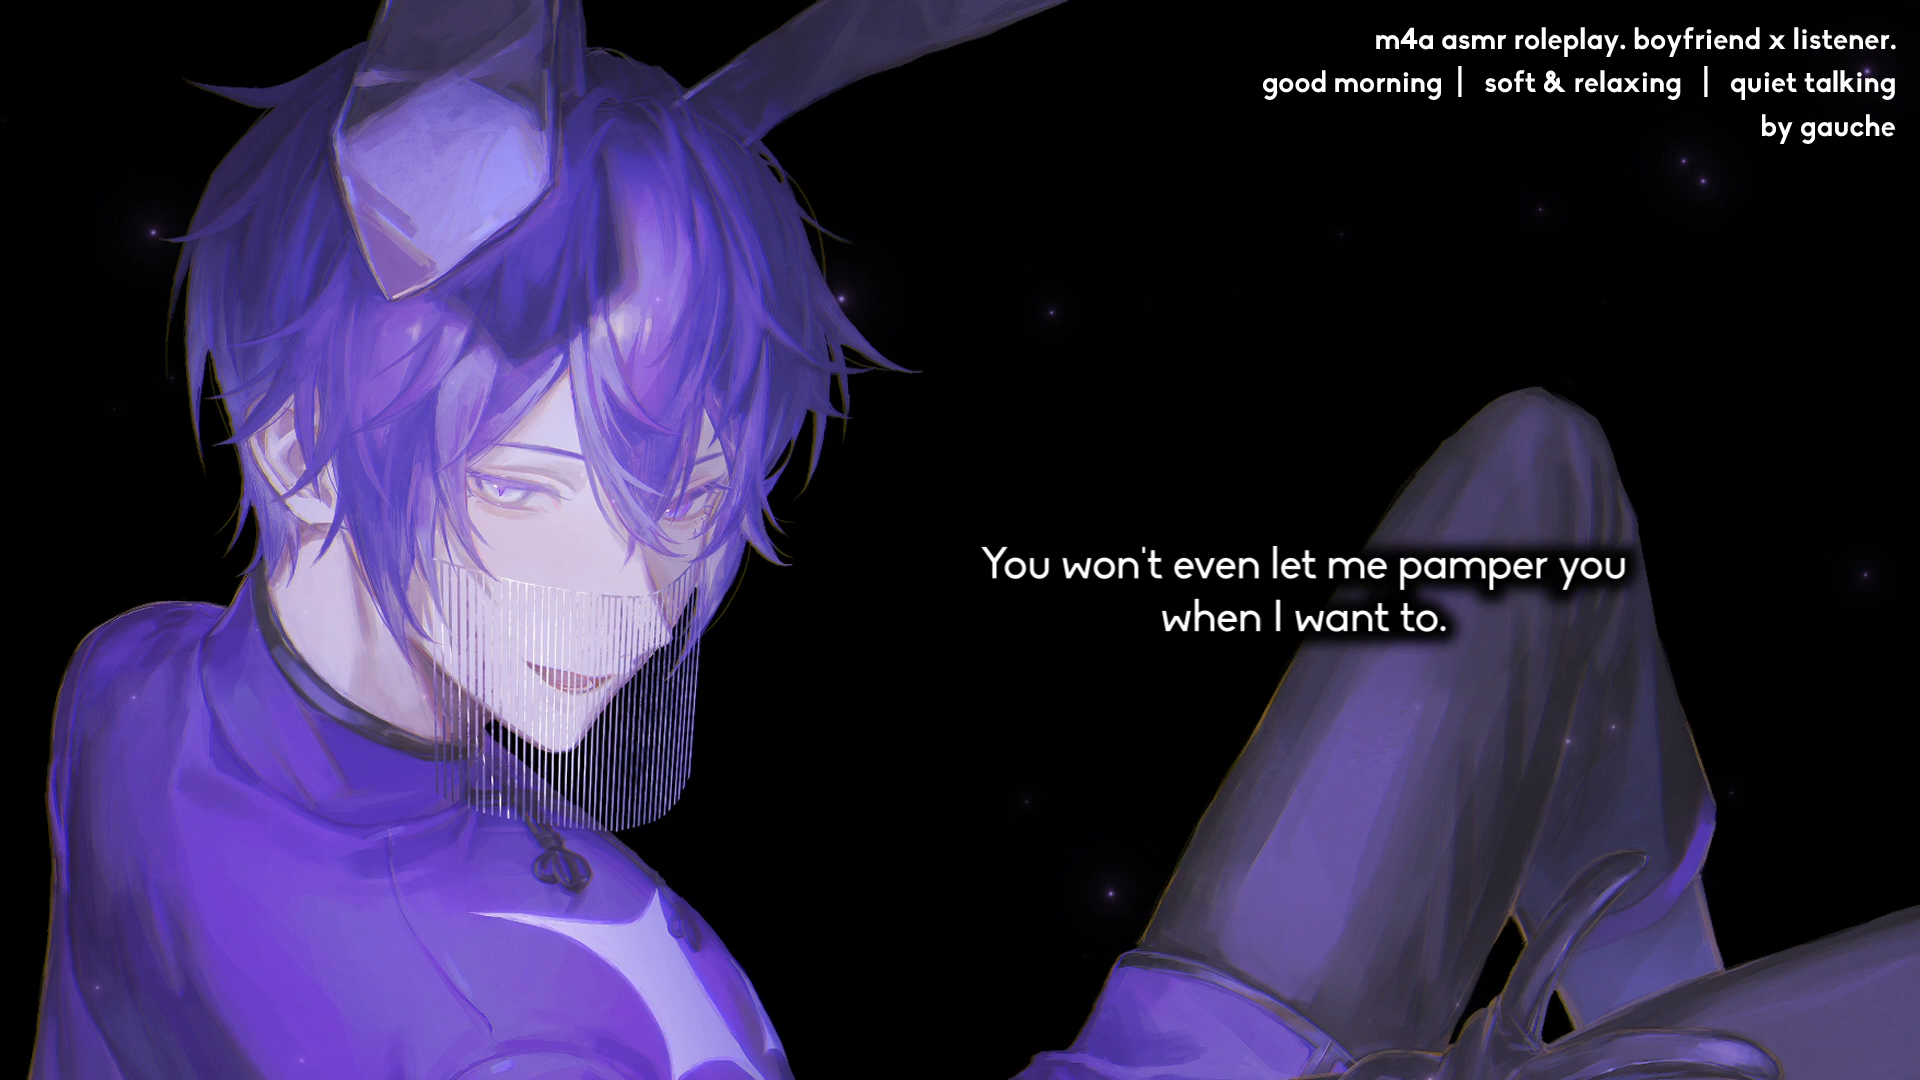 m4a asmr roleplay. boyfriend x listener.
good morning | soft & relaxing | quiet talking
by gauche
You won't even let me pamper you
when I want to.